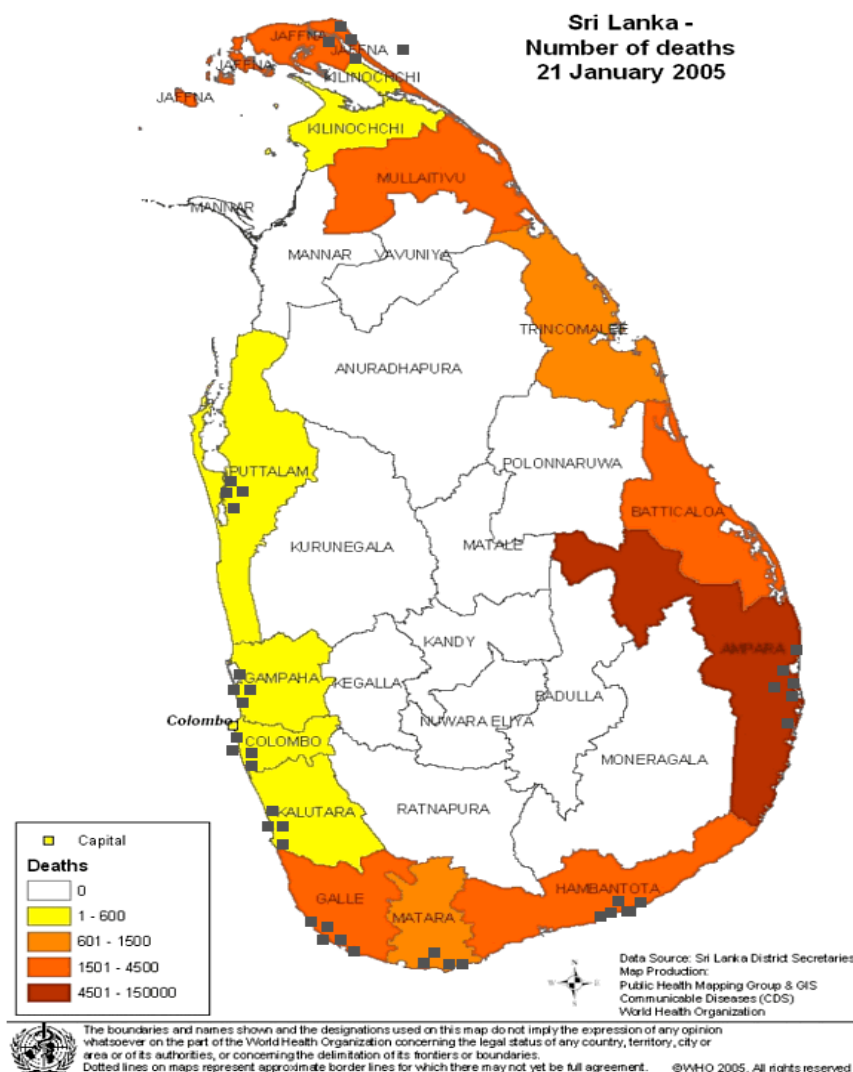 Sri Lanka -
Number of deaths
21 January 2005
JAFFNA
JAFFNA
JAFFNA
KILINOCHCHI
JAFFNA
KILINOCHCHI
MULLAITIVU
MANNAR
MANNAR
VAVUNIYA
TRINCOMALEE
ANURADHAPURA
PUTTALAM
POLONNARUWA
BATTICALOA
KURUNEGALA
MATALE
KANDY
AMPARA
GAMPAHA
KEGALLA
BADULLA
Colombo
NUWARA ELIYA
COLOMBO
MONERAGALA
KALUTARA
RATNAPURA
HAMBANTOTA
GALLE
MATARA
Capital
Deaths
0
1 - 600
601 - 1500
1501 - 4500
4501 - 150000
N
Data Source: Sri Lanka District Secretaries
Map Production:
Public Health Mapping Group & GIS
Communicable Diseases (CDS)
World Health Organization
The boundaries and names shown and the designations used on this map do not imply the expression of any opinion
whatsoever on the part of the World Health Organization concerning the legal status of any country, territory, city or
area or of its authorities, or concerning the delimitation of its frontiers or boundaries.
Dotted lines on maps represent approximate border lines for which there may not yet be full agreement. ©WHO 2005. All rights reserved